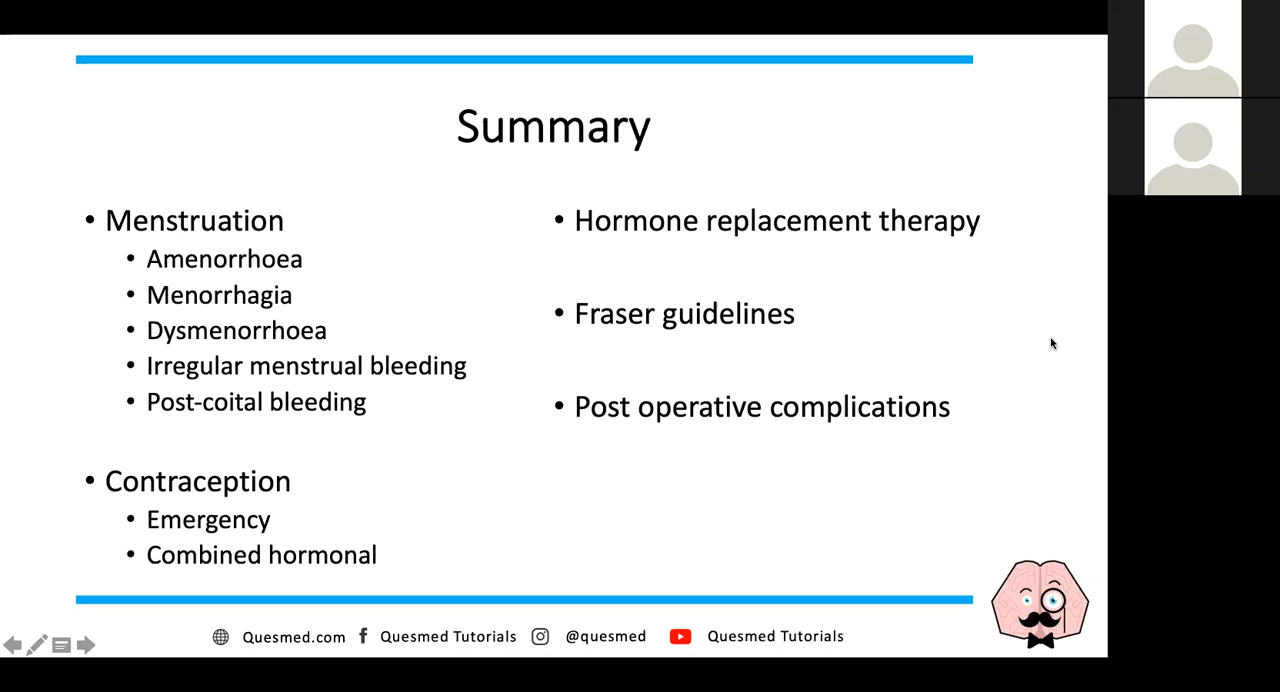 Summary
• Menstruation
• Amenorrhoea
• Menorrhagia
• Dysmenorrhoea
• Irregular menstrual bleeding
• Post-coital bleeding
• Contraception
• Emergency
• Combined hormonal
• Hormone replacement therapy
• Fraser guidelines
• Post operative complications
Quesmed.com Quesmed Tutorials @quesmed Quesmed Tutorials